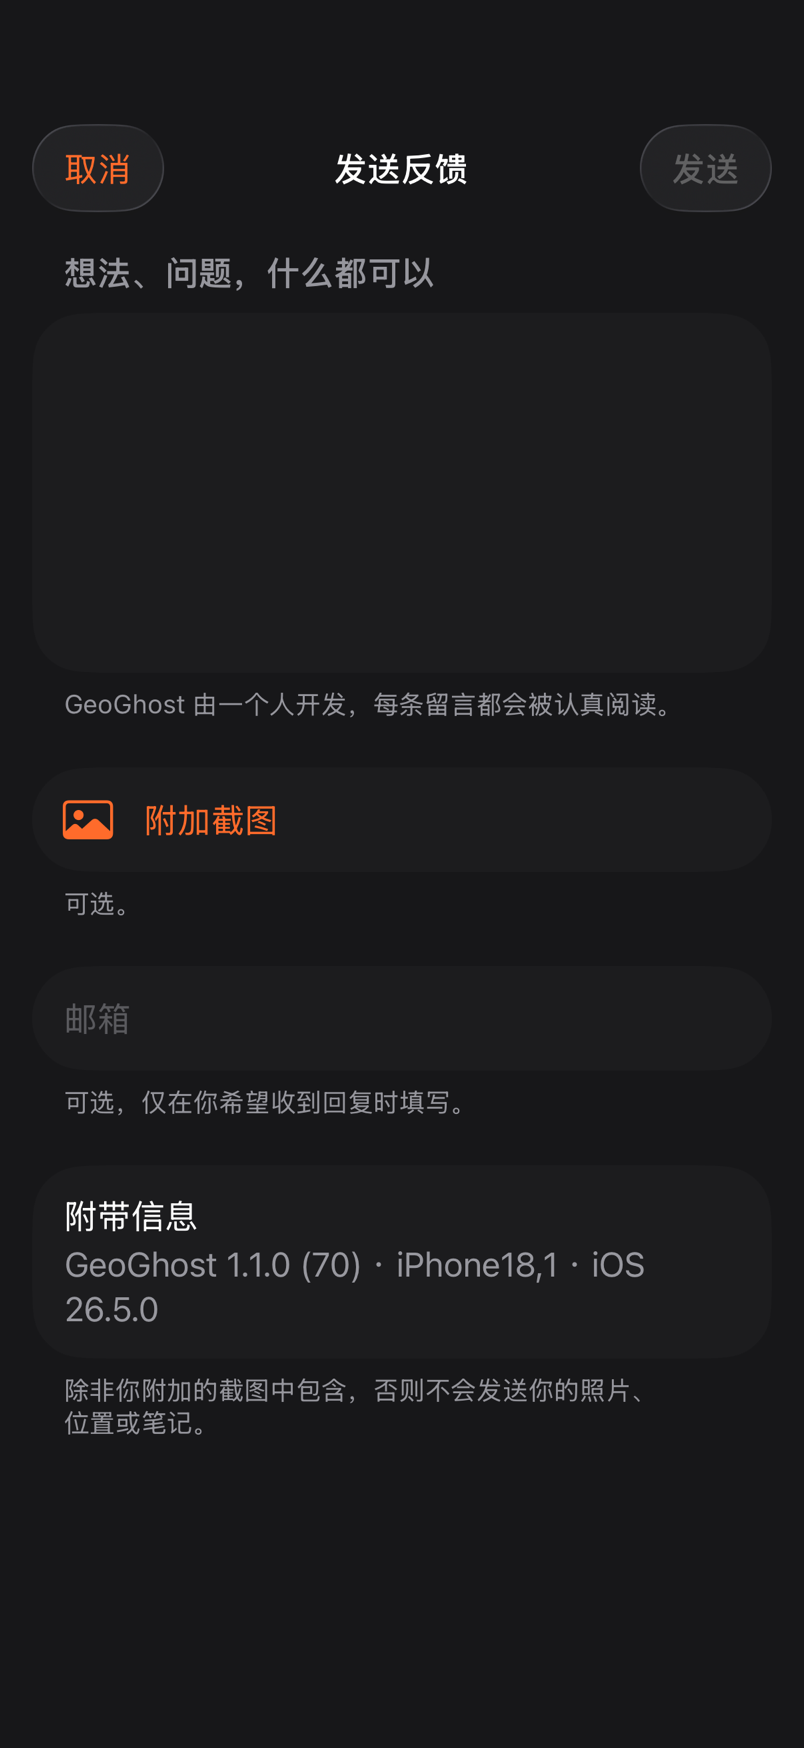 取消
发送反馈
发送
想法、问题，什么都可以
GeoGhost 由一个人开发，每条留言都会被认真阅读。
附加截图
可选。
邮箱
可选，仅在你希望收到回复时填写。
附带信息
GeoGhost 1.1.0 (70) · iPhone18,1 · iOS
26.5.0
除非你附加的截图中包含，否则不会发送你的照片、
位置或笔记。